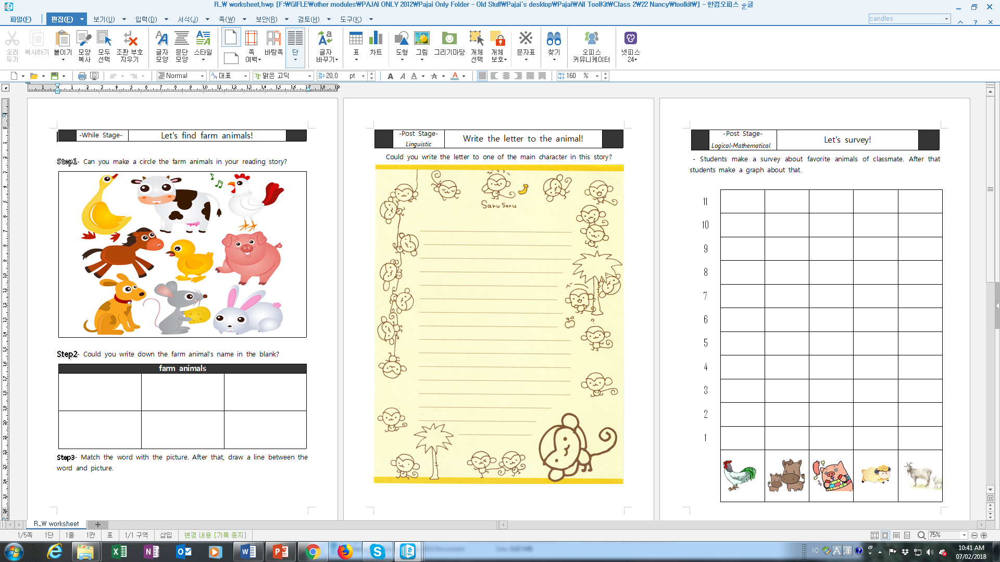 R_W worksheet.hwp [F:\GIFLE\other modules\PAJAI ONLY 2012\Pajai Only Folder - Old Stuff\Pajai's desktop\Pajai\All ToolKit\Class 2\22 Nancy\toolkit\] - 한컴오피스 한글
파일(F) 편집(E) 보기(U) 입력(D) 서식(J) 쪽(W) 보안(R) 검토(H) 도구(K) candles
오려 두기
복사하기
붙이기
모양 복사
모두 선택
조판 부호 지우기
글자 모양
문단 모양
스타일
쪽 여백
바탕쪽
단
글자 바꾸기
표
차트
도형
그림
그리기마당
개체 선택
개체 보호
문자표
찾기
오피스 커뮤니케이터
넷피스 24
Normal 대표 맑은 고딕 20.0 pt 160 %
-While Stage- Let's find farm animals!
Step1- Can you make a circle the farm animals in your reading story?
Step2- Could you write down the farm animal's name in the blank?
farm animals
Step3- Match the word with the picture. After that, draw a line between the
word and picture.
-Post Stage-
Linguistic
Write the letter to the animal!
Could you write the letter to one of the main character in this story?
Saru Saru
-Post Stage-
Logical-Mathematical
Let's survey!
- Students make a survey about favorite animals of classmate. After that
students make a graph about that.
11
10
9
8
7
6
5
4
3
2
1
R_W worksheet
1/5쪽 1단 1줄 1칸 표 1/1 구역 삽입 변경 내용 [기록 중지] 75%
KO A 漢
10:41 AM
07/02/2018